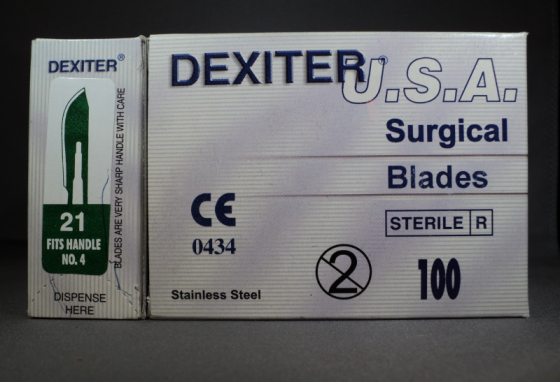 DEXITER®
21
FITS HANDLE
NO. 4
BLADES ARE VERY SHARP HANDLE WITH CARE
DISPENSE
HERE
DEXITER®
U.S.A.
Surgical
Blades
CE
0434
STERILE R
Stainless Steel
2
100